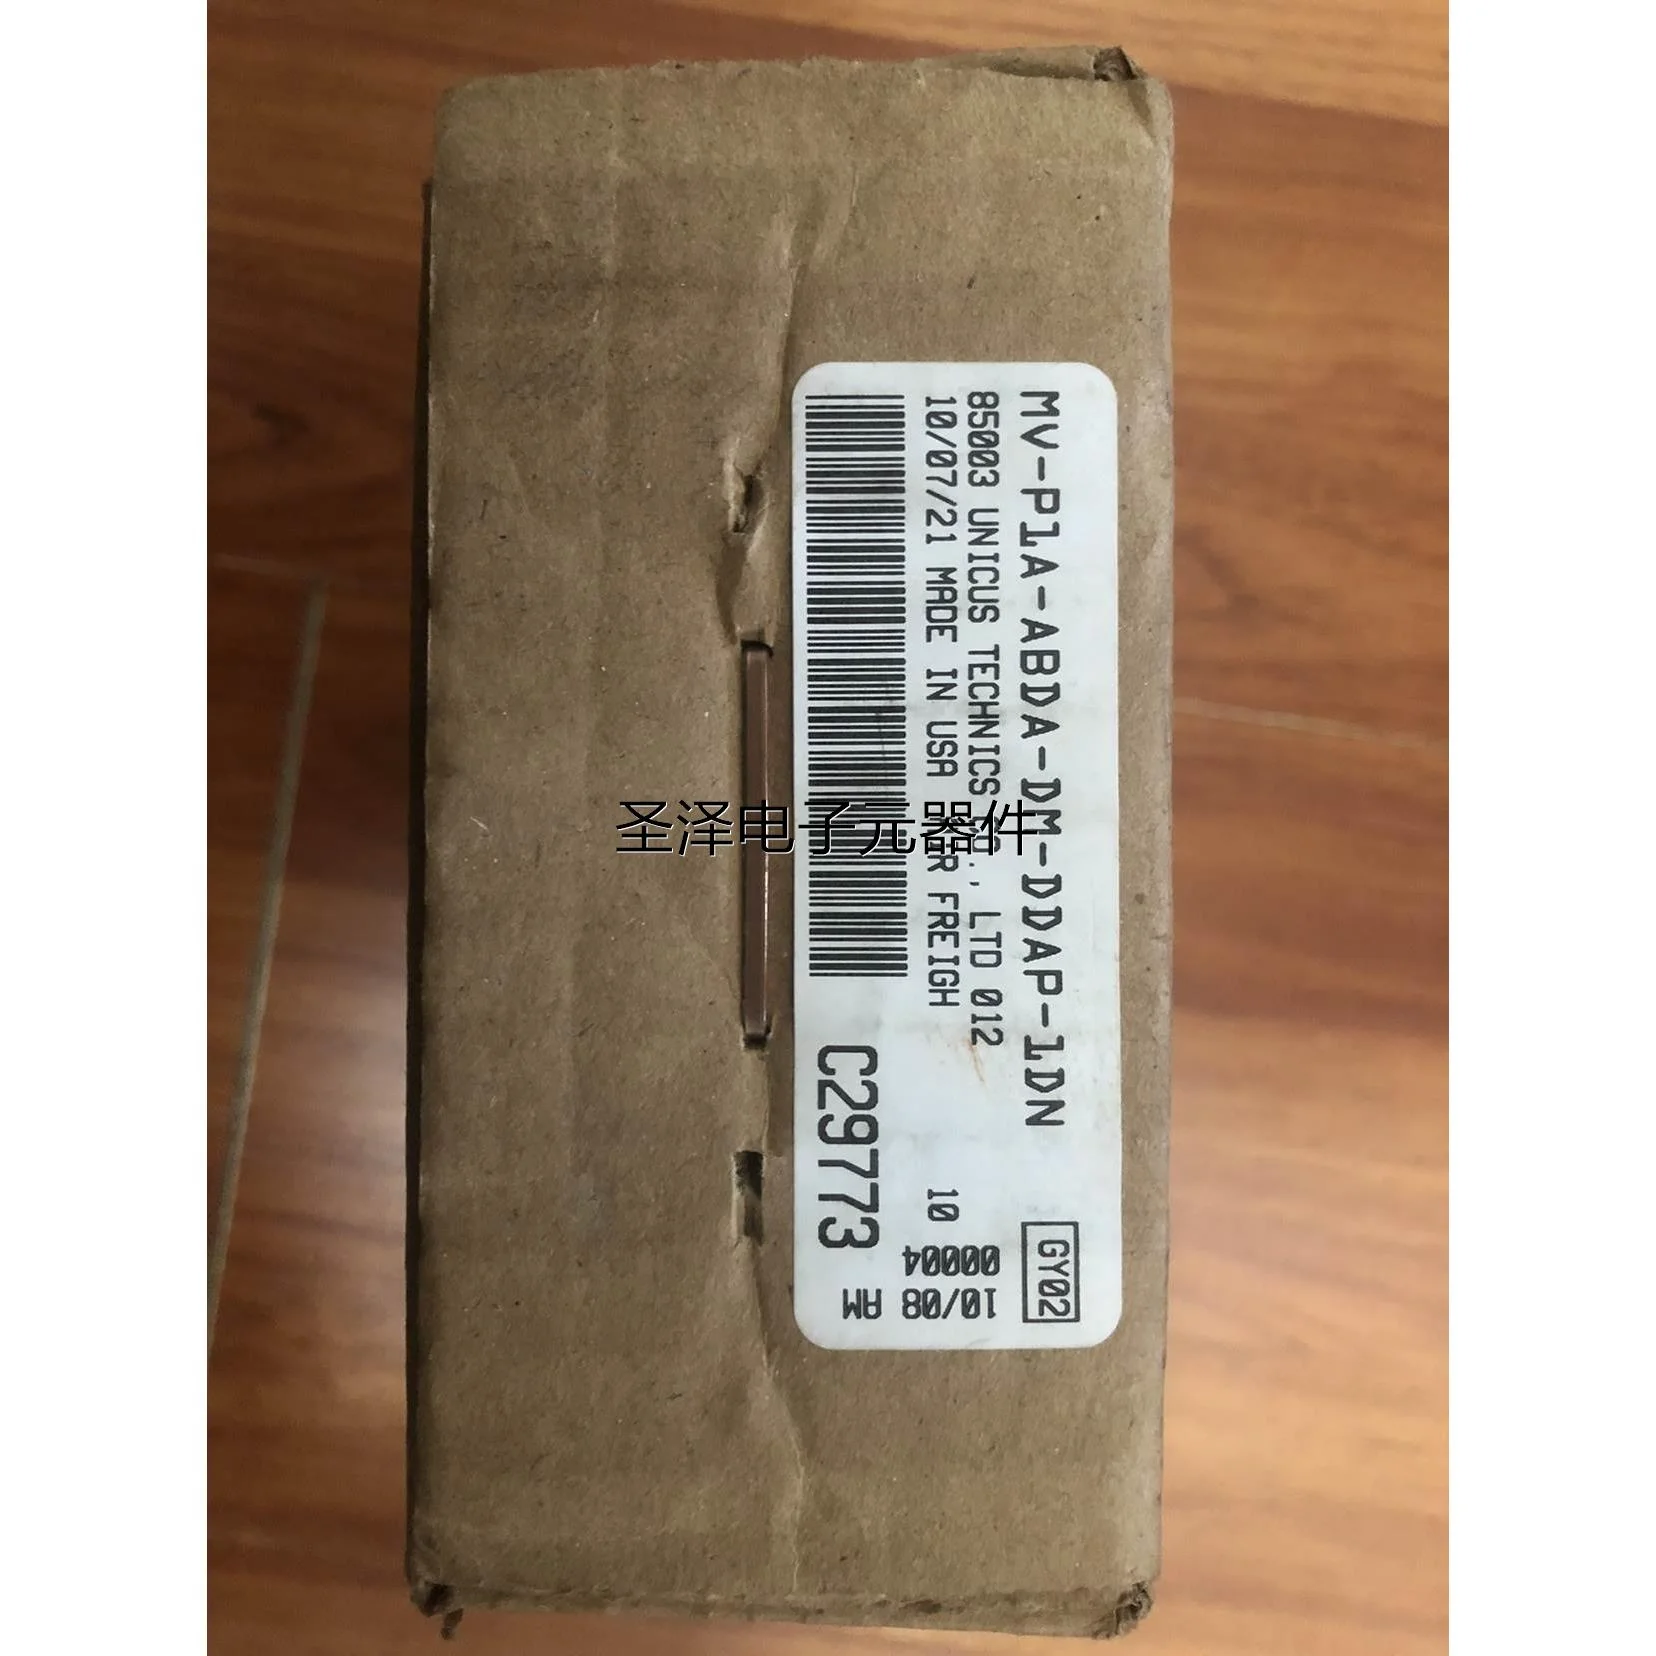 MV-P1A-ABDA-DM-DDAP-1DN
GY02
85003 UNICUS TECHNICS CO., LTD 012
10/07/21 MADE IN USA FREIGH
10
00004
10/08
AM
C29773
圣泽电子元器件